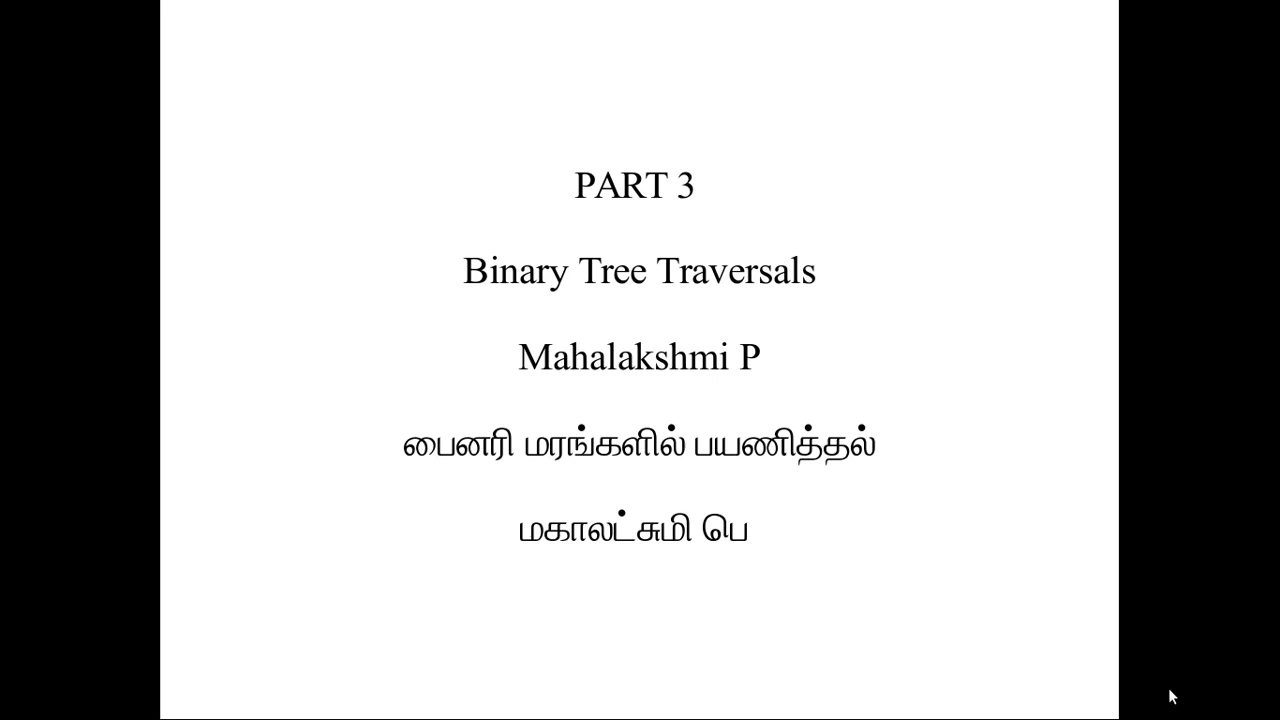 PART 3
Binary Tree Traversals
Mahalakshmi P
பைனரி மரங்களில் பயணித்தல்
மகாலட்சுமி பெ